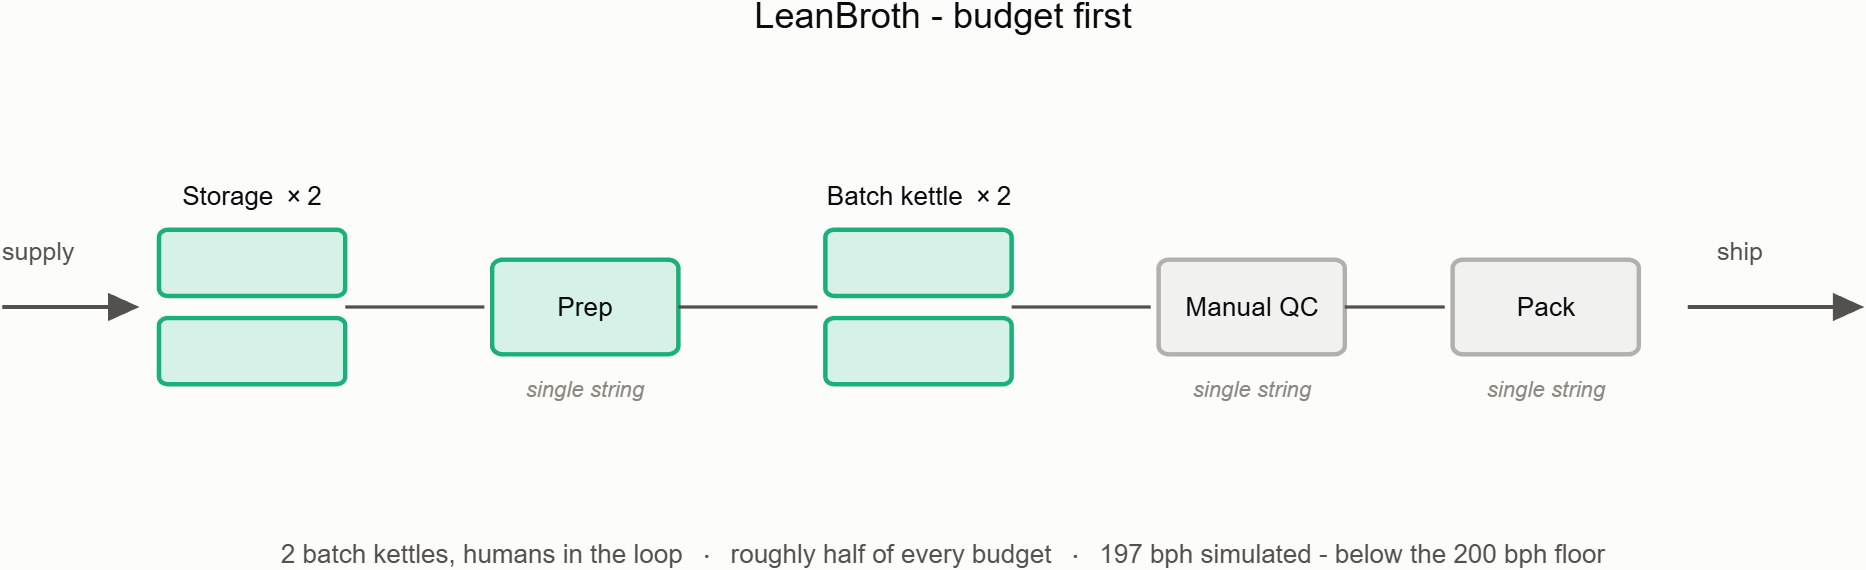 LeanBroth - budget first
Storage × 2
Batch kettle × 2
supply
ship
Prep
Manual QC
Pack
single string
single string
single string
2 batch kettles, humans in the loop · roughly half of every budget · 197 bph simulated - below the 200 bph floor